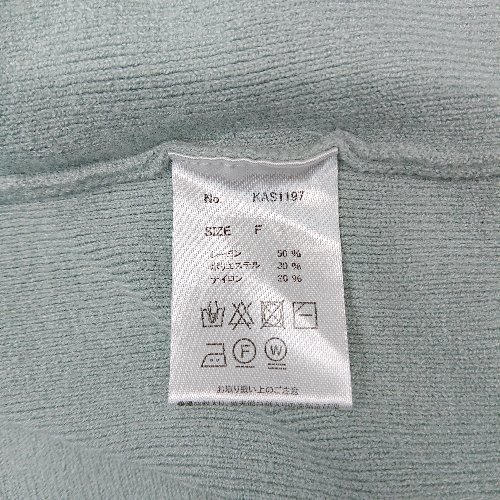 No. KAS1197
SIZE F
レーヨン 50 %
ポリエステル 30 %
ナイロン 20 %
F W
お取り扱い上のご注意